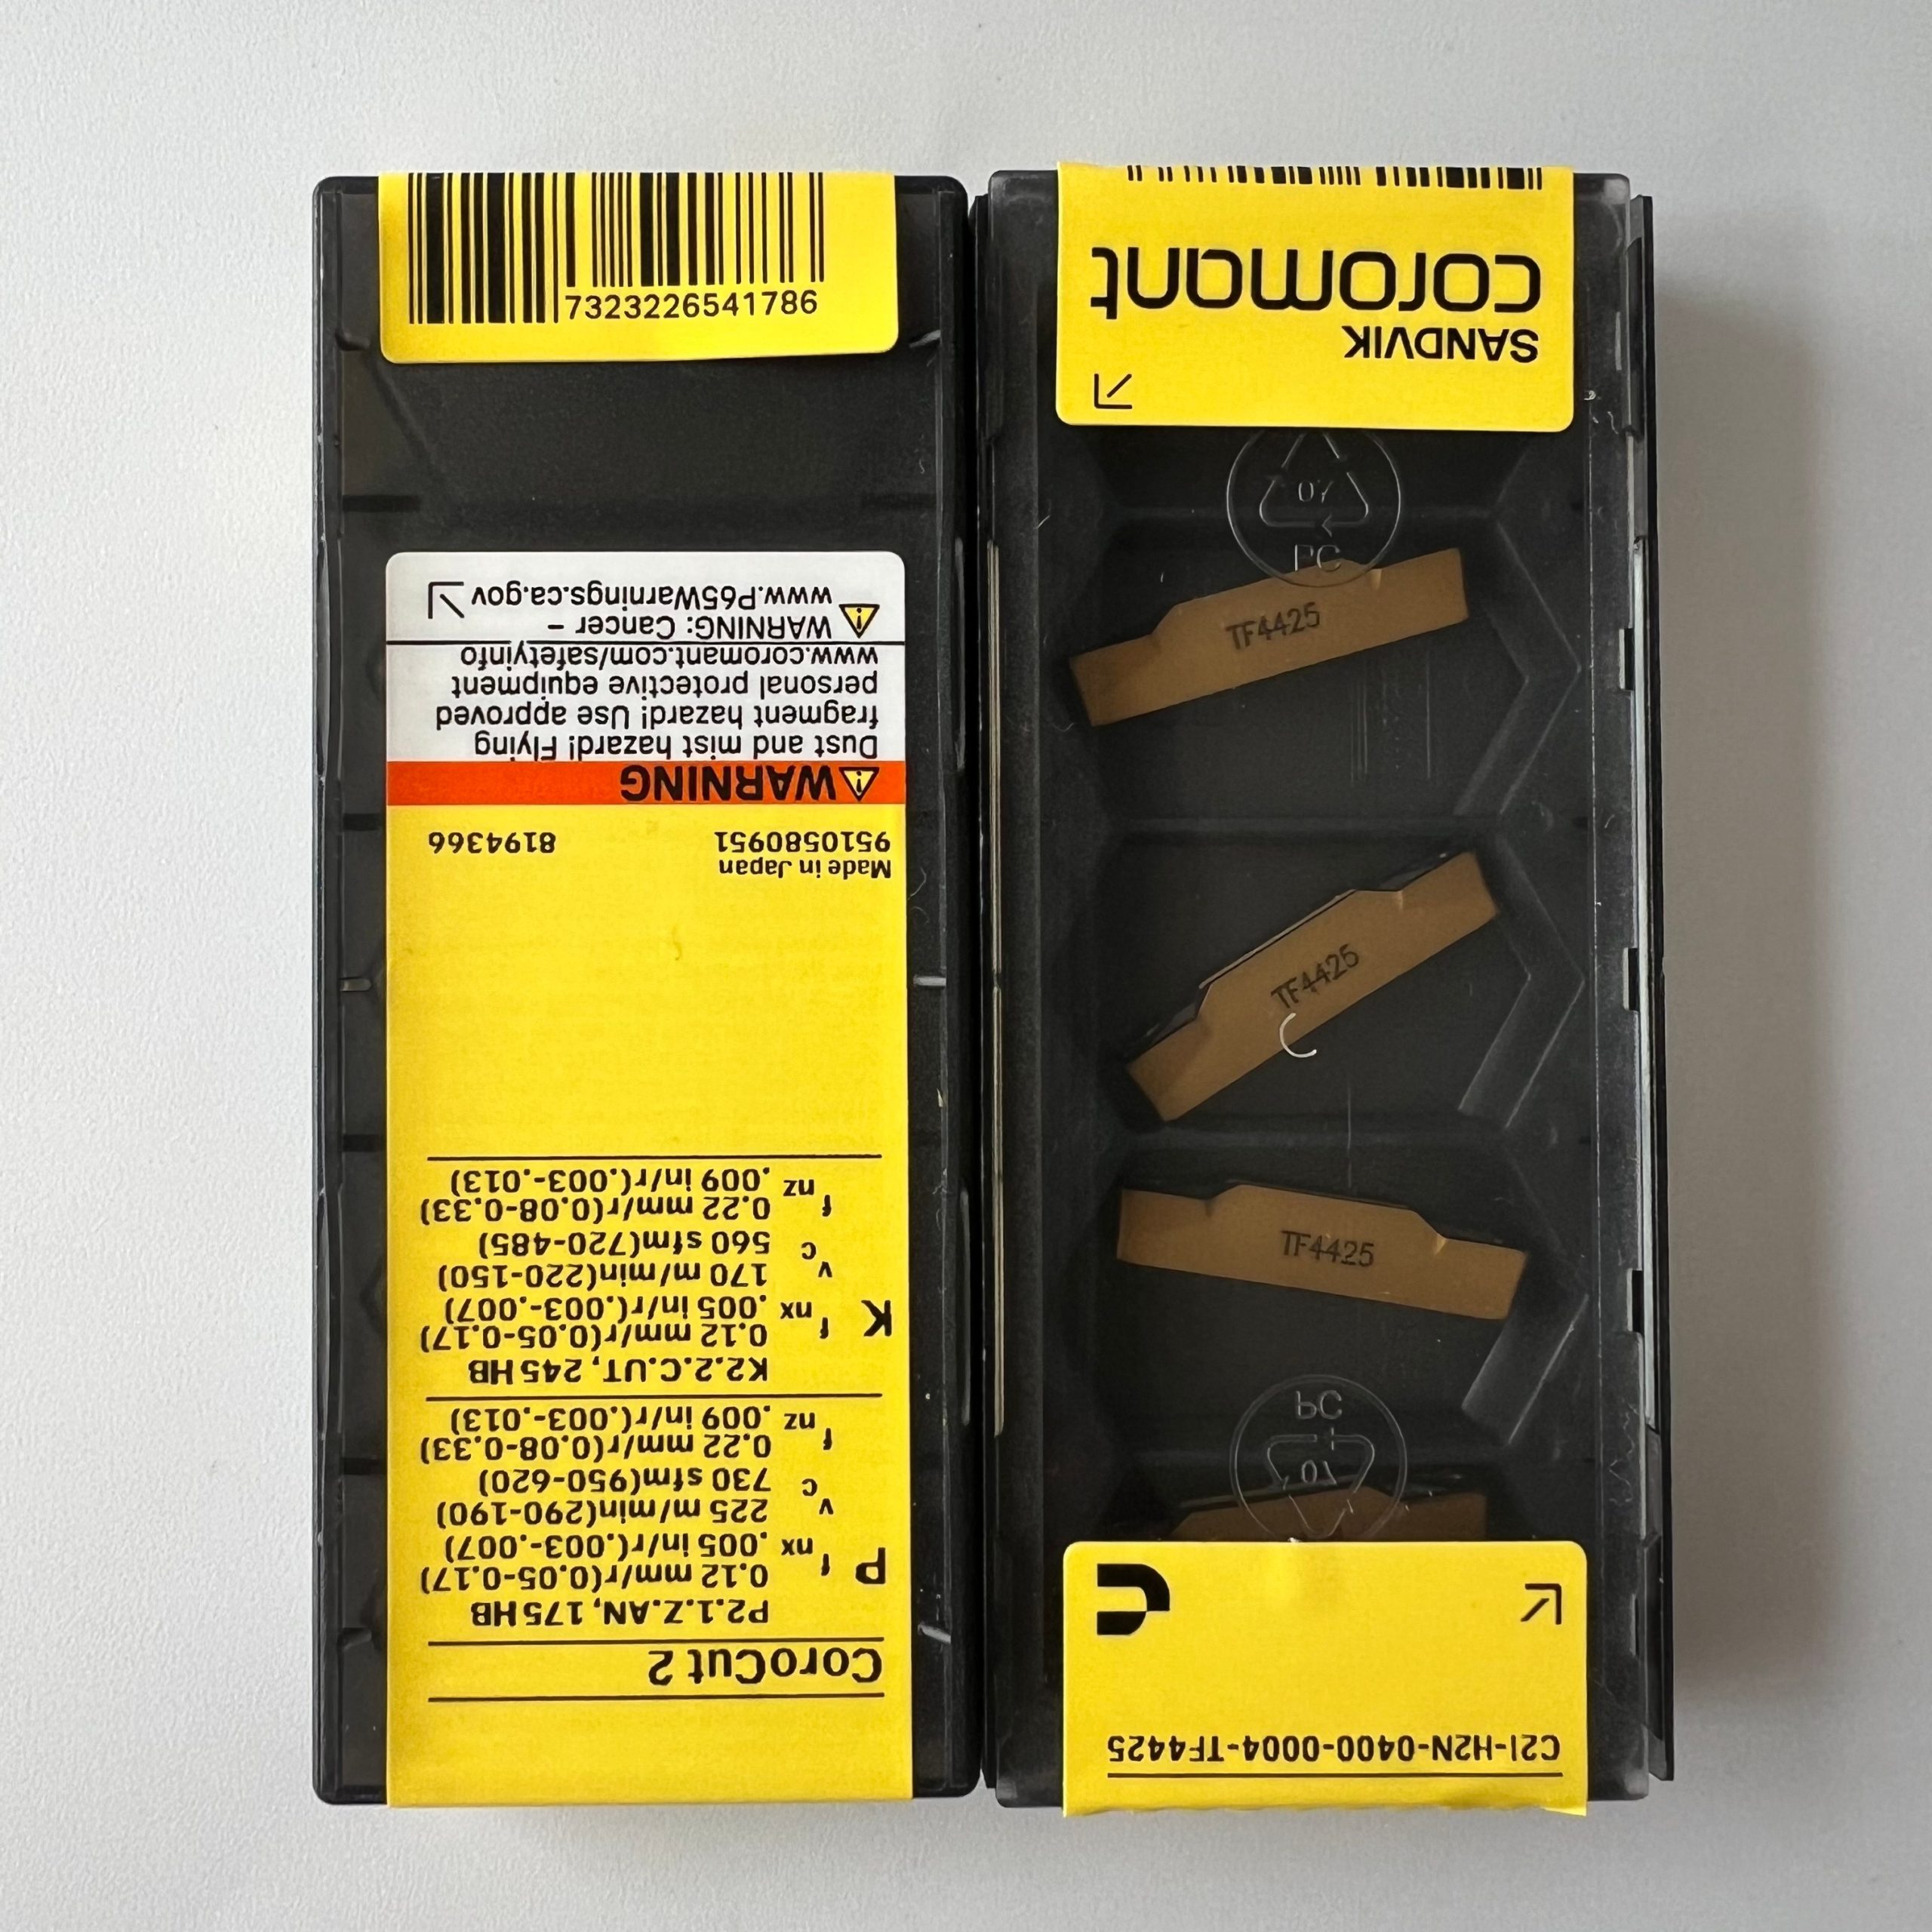 7323226541786
CoroCut 2
P2.1.Z.AN, 175 HB
P
f nx 0.12 mm/r(0.05-0.17)
.005 in/r(.003-.007)
v c 225 m/min(290-190)
730 sfm(950-620)
f nz 0.22 mm/r(0.08-0.33)
.009 in/r(.003-.013)
K2.2.C.UT, 245 HB
K
f nx 0.12 mm/r(0.05-0.17)
.005 in/r(.003-.007)
v c 170 m/min(220-150)
560 sfm(720-485)
f nz 0.22 mm/r(0.08-0.33)
.009 in/r(.003-.013)
Made in Japan
9510580951 8194366
WARNING
Dust and mist hazard! Flying
fragment hazard! Use approved
personal protective equipment
www.coromant.com/safetyinfo
WARNING: Cancer –
www.P65Warnings.ca.gov
C2I-H2N-0400-0004-TF4425
07
PC
TF4425
TF4425
TF4425
07
PC
SANDVIK
coromant